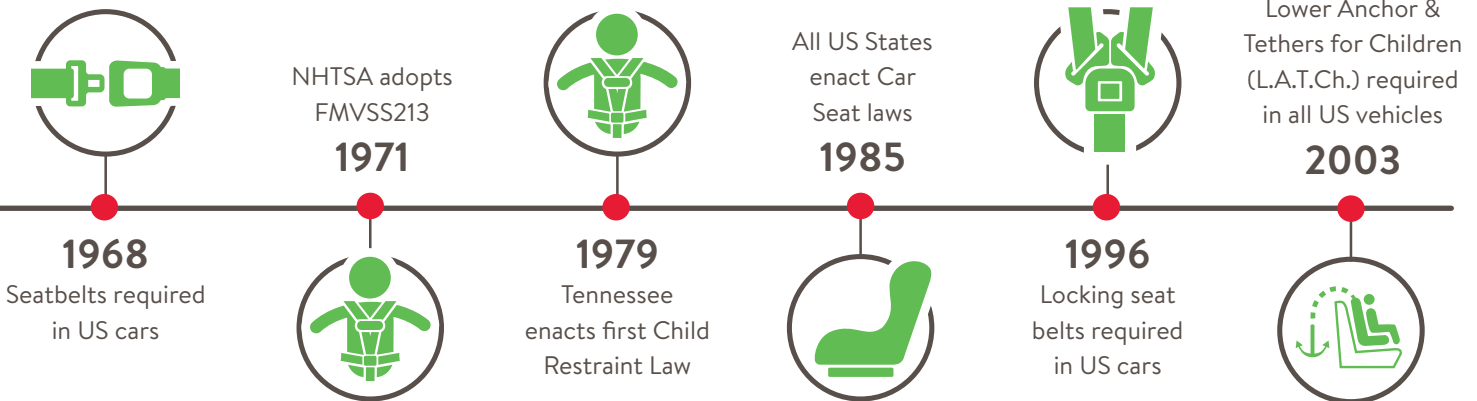 1968
Seatbelts required
in US cars
NHTSA adopts
FMVSS213
1971
1979
Tennessee
enacts first Child
Restraint Law
All US States
enact Car
Seat laws
1985
1996
Locking seat
belts required
in US cars
Lower Anchor &
Tethers for Children
(L.A.T.Ch.) required
in all US vehicles
2003